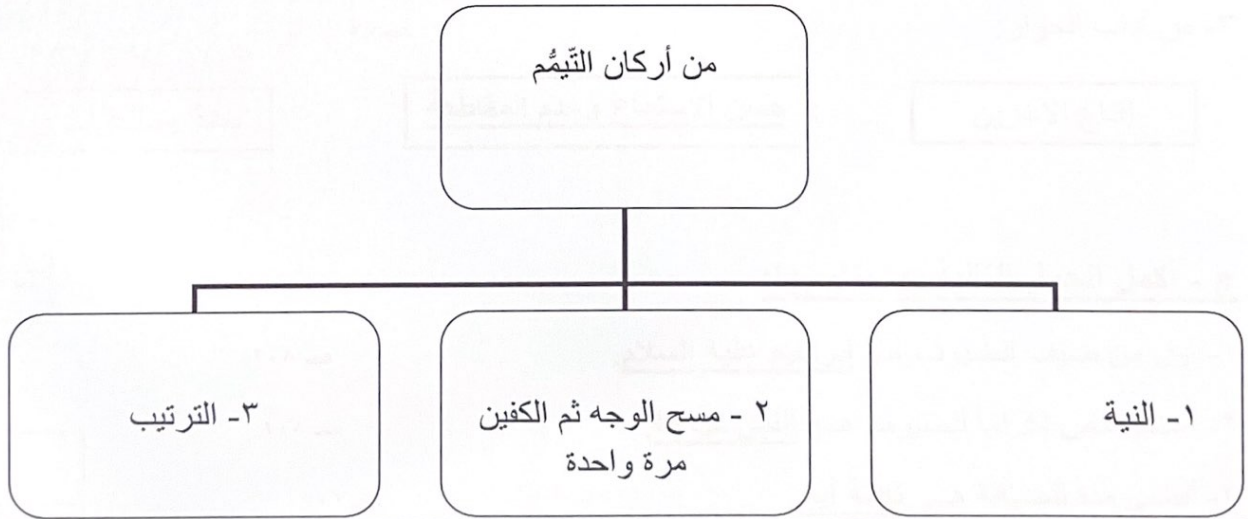 من أركان التّيمُّم
١- النية
٢ - مسح الوجه ثم الكفين
مرة واحدة
٣- الترتيب